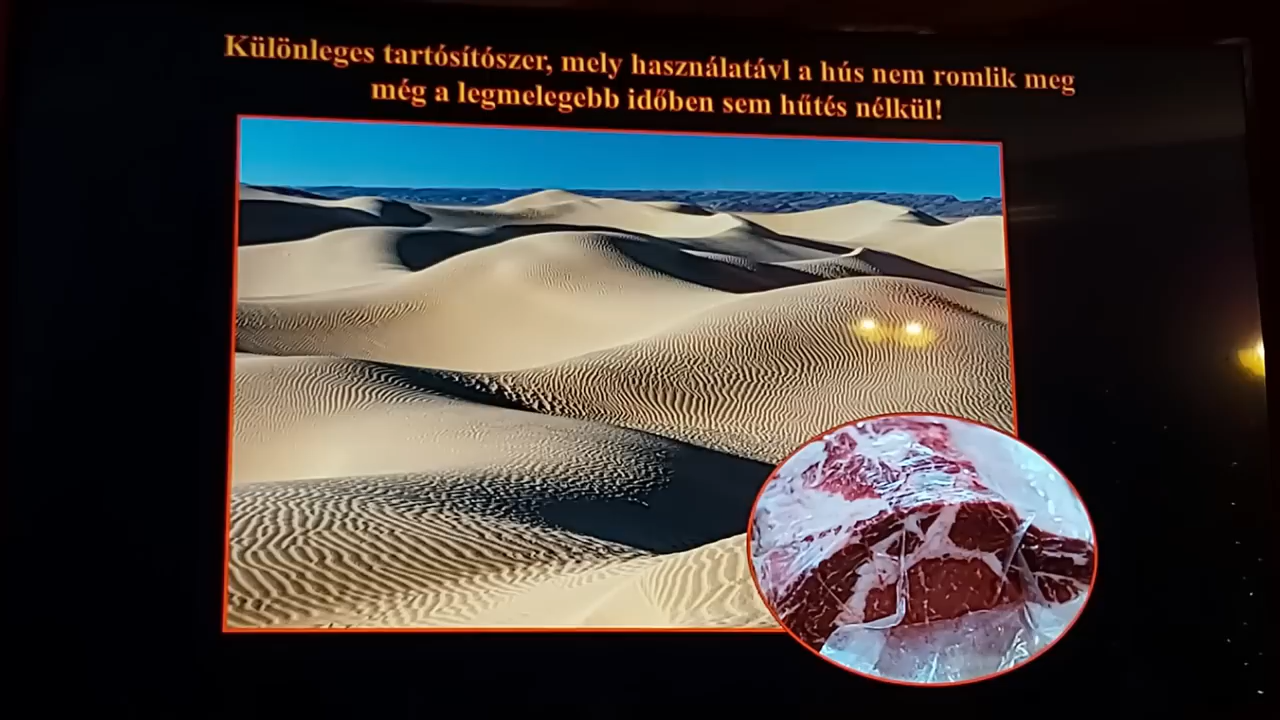 Különleges tartósítószer, mely használatávl a hús nem romlik meg
még a legmelegebb időben sem hűtés nélkül!